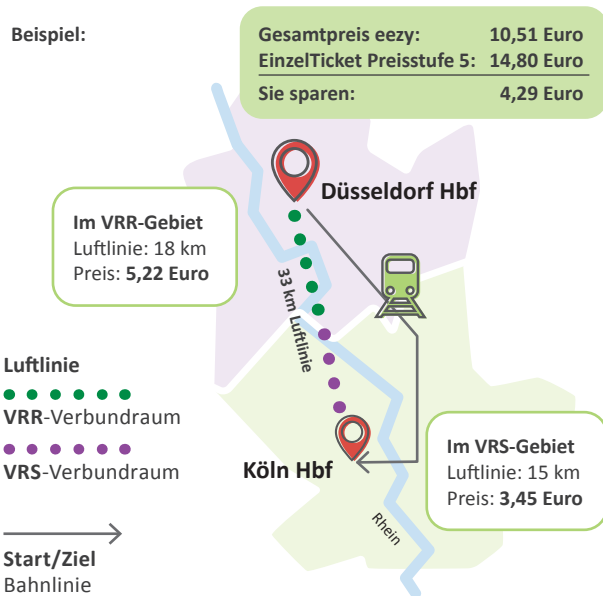 Beispiel:
Gesamtpreis eezy: 10,51 Euro
EinzelTicket Preisstufe 5: 14,80 Euro
Sie sparen: 4,29 Euro
Düsseldorf Hbf
Im VRR-Gebiet
Luftlinie: 18 km
Preis: 5,22 Euro
33 km Luftlinie
Luftlinie
VRR-Verbundraum
VRS-Verbundraum
Köln Hbf
Im VRS-Gebiet
Luftlinie: 15 km
Preis: 3,45 Euro
Rhein
Start/Ziel
Bahnlinie